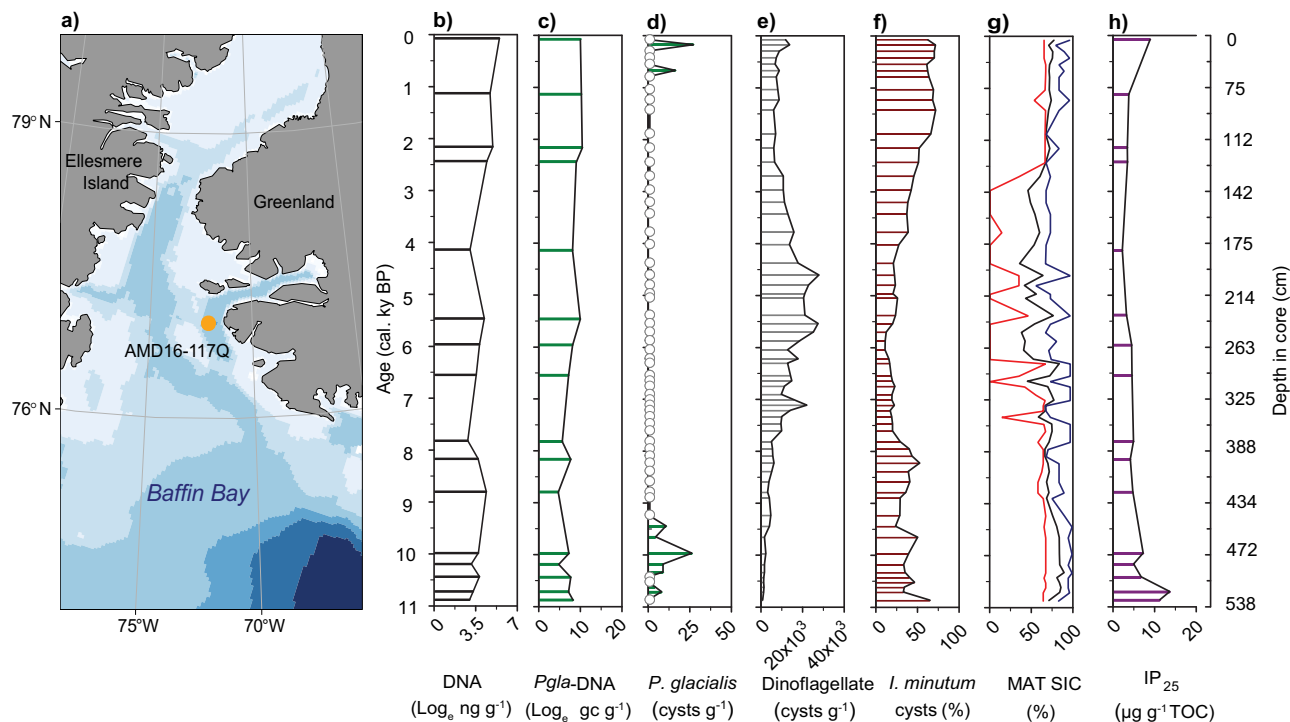 a)
b)
c)
d)
e)
f)
g)
h)
79° N
76° N
75°W
70°W
Ellesmere
Island
Greenland
AMD16-117Q
Baffin Bay
Age (cal. ky BP)
0
1
2
3
4
5
6
7
8
9
10
11
0 3.5 7
0 10 20
0 25 50
0 20x10³ 40x10³
0 50 100
0 50 100
0 10 20
DNA
(Logₑ ng g⁻¹)
Pgla-DNA
(Logₑ gc g⁻¹)
P. glacialis
(cysts g⁻¹)
Dinoflagellate
(cysts g⁻¹)
I. minutum
cysts (%)
MAT SIC
(%)
IP₂₅
(µg g⁻¹ TOC)
0
75
112
142
175
214
263
325
388
434
472
538
Depth in core (cm)